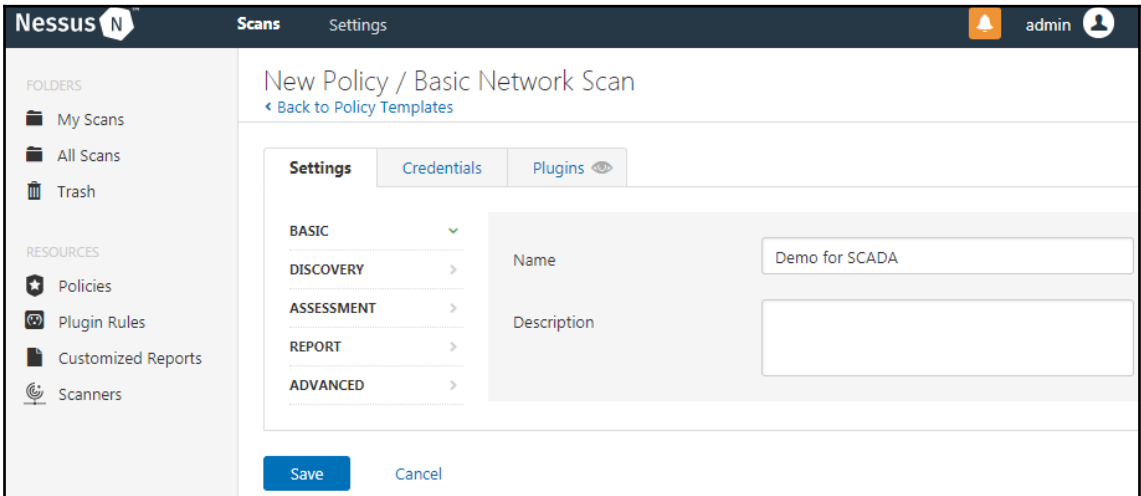 Nessus N
Scans Settings
admin
FOLDERS
My Scans
All Scans
Trash
RESOURCES
Policies
Plugin Rules
Customized Reports
Scanners
New Policy / Basic Network Scan
Back to Policy Templates
Settings Credentials Plugins
BASIC
DISCOVERY
ASSESSMENT
REPORT
ADVANCED
Name Demo for SCADA
Description
Save Cancel